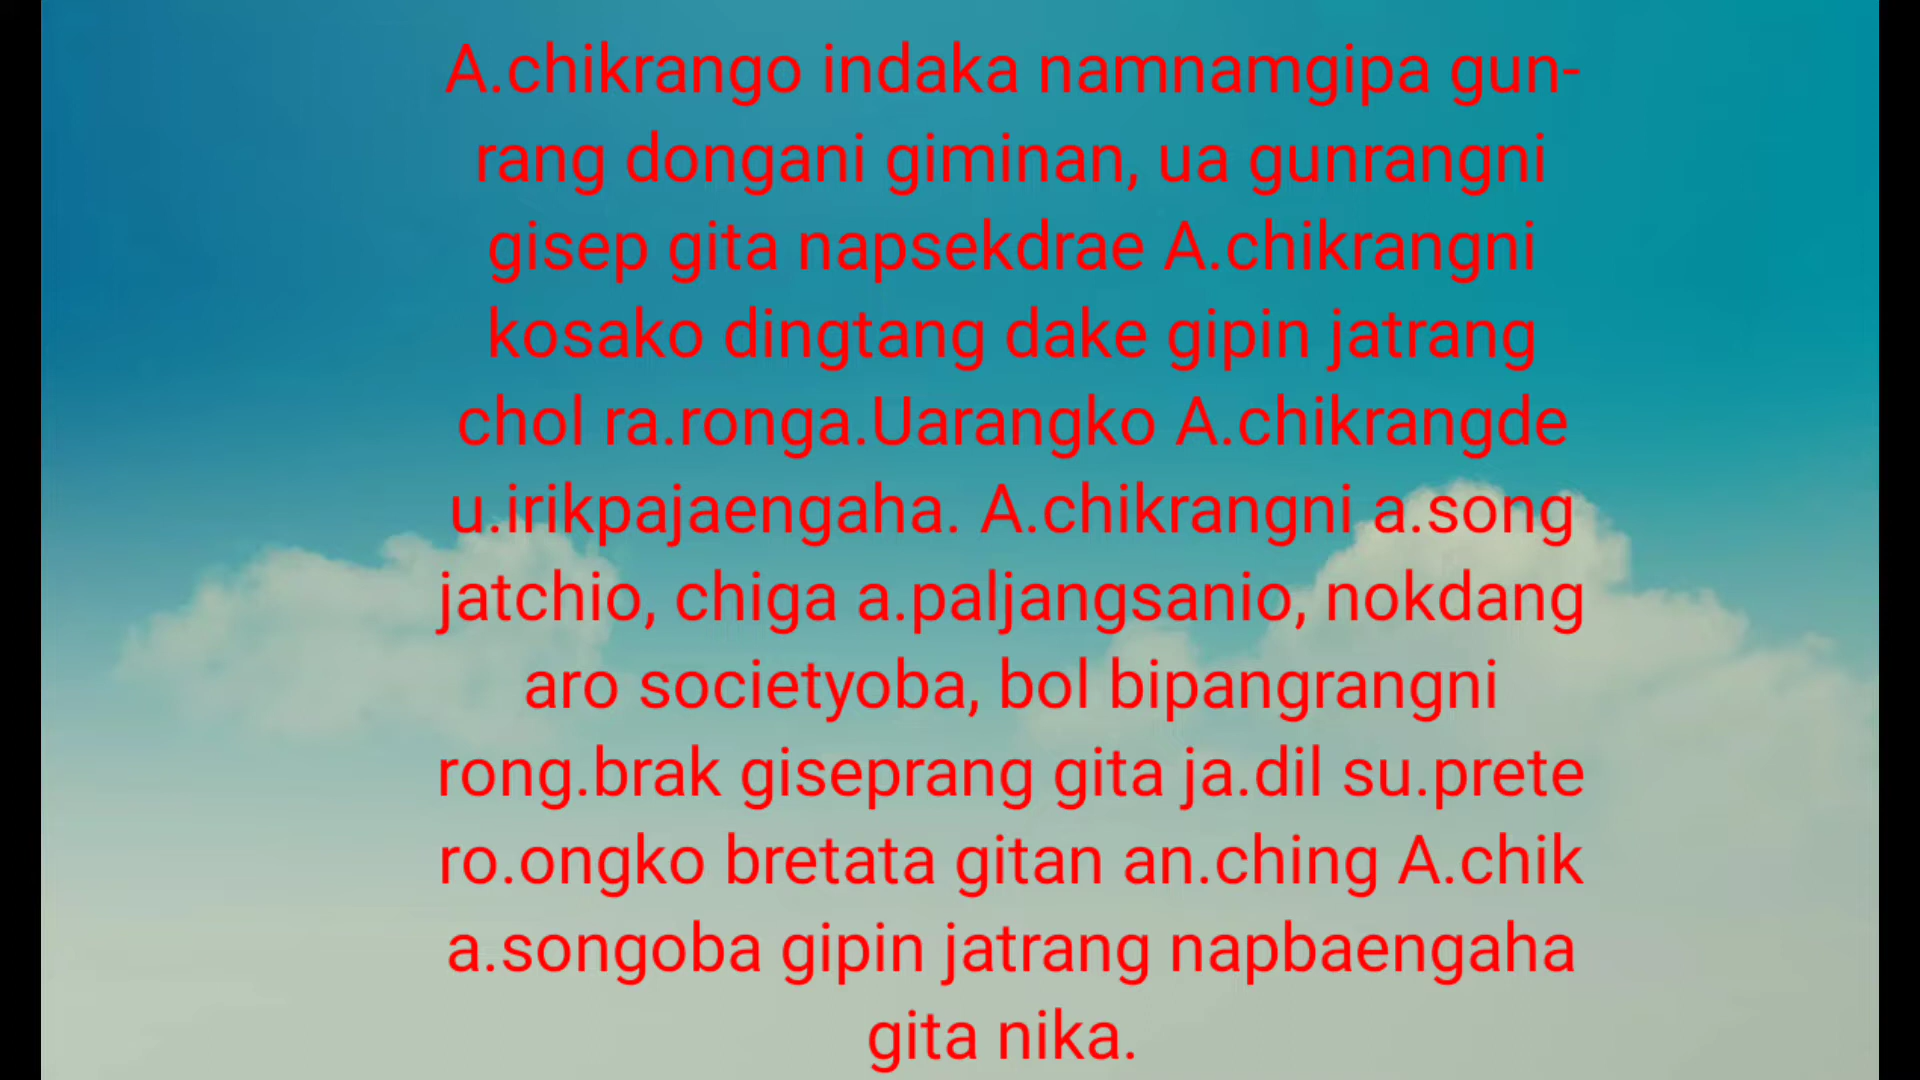 A.chikrango indaka namnamgipa gun-
rang dongani giminan, ua gunrangni
gisep gita napsekdrae A.chikrangni
kosako dingtang dake gipin jatrang
chol ra.ronga.Uarangko A.chikrangde
u.irikpajaengaha. A.chikrangni a.song
jatchio, chiga a.paljangsanio, nokdang
aro societyoba, bol bipangrangni
rong.brak giseprang gita ja.dil su.prete
ro.ongko bretata gitan an.ching A.chik
a.songoba gipin jatrang napbaengaha
gita nika.